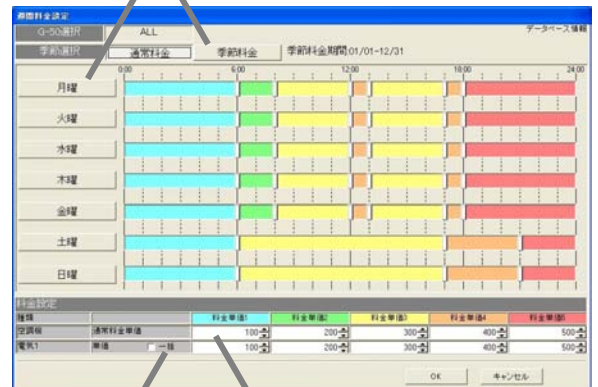 週間料金設定
G-50選択 ALL データベース情報
季節選択 通常料金 季節料金 季節料金期間:01/01-12/31
0:00 6:00 12:00 18:00 24:00
月曜
火曜
水曜
木曜
金曜
土曜
日曜
料金設定
種類 料金単価1 料金単価2 料金単価3 料金単価4 料金単価5
空調機 通常料金単価 100 200 300 400 500
電気1 単価 一括 100 200 300 400 500
OK キャンセル